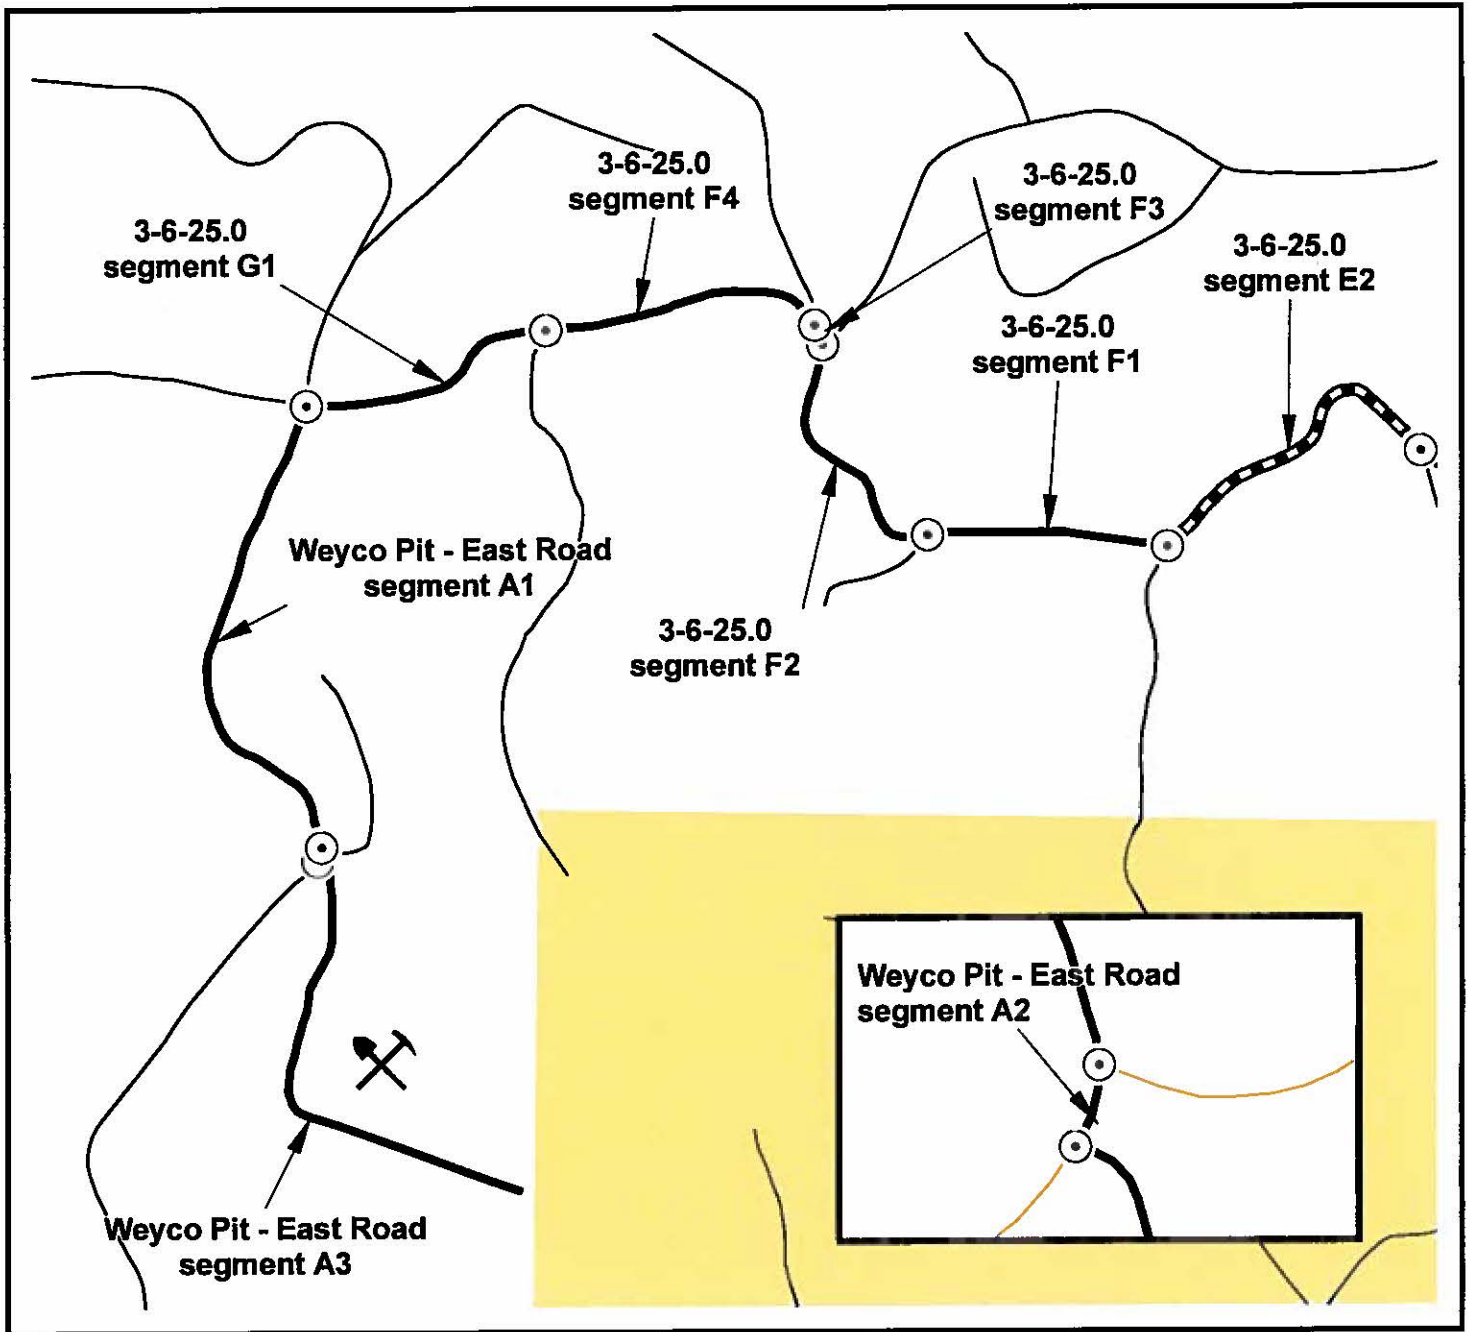 3-6-25.0
segment F4
3-6-25.0
segment F3
3-6-25.0
segment G1
3-6-25.0
segment E2
3-6-25.0
segment F1
Weyco Pit - East Road
segment A1
3-6-25.0
segment F2
Weyco Pit - East Road
segment A2
Weyco Pit - East Road
segment A3